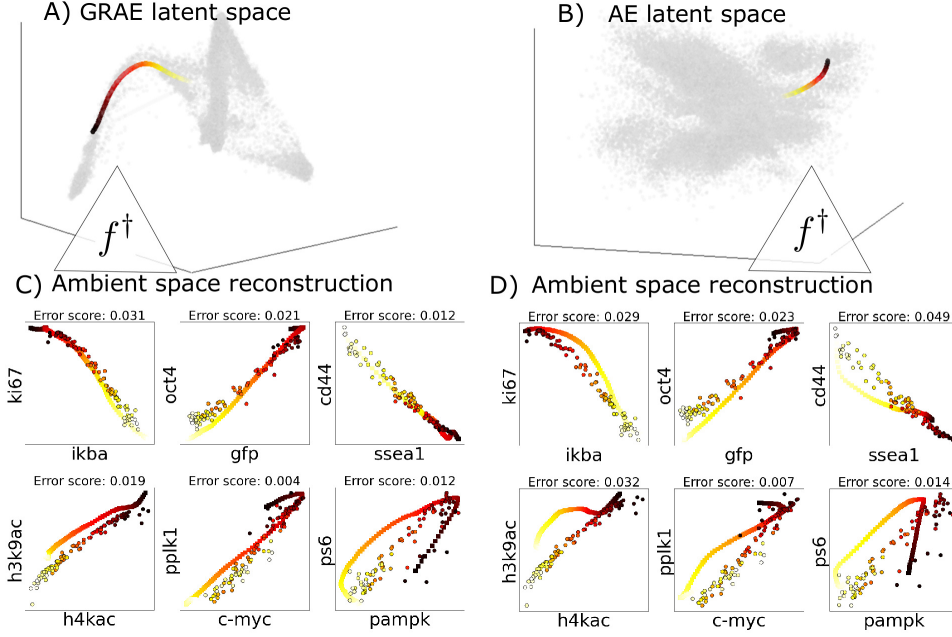 A) GRAE latent space
B) AE latent space
f†
f†
C) Ambient space reconstruction
D) Ambient space reconstruction
Error score: 0.031
Error score: 0.021
Error score: 0.012
Error score: 0.029
Error score: 0.023
Error score: 0.049
ki67
oct4
cd44
ki67
oct4
cd44
ikba
gfp
ssea1
ikba
gfp
ssea1
Error score: 0.019
Error score: 0.004
Error score: 0.012
Error score: 0.032
Error score: 0.007
Error score: 0.014
h3k9ac
pplk1
ps6
h3k9ac
pplk1
ps6
h4kac
c-myc
pampk
h4kac
c-myc
pampk